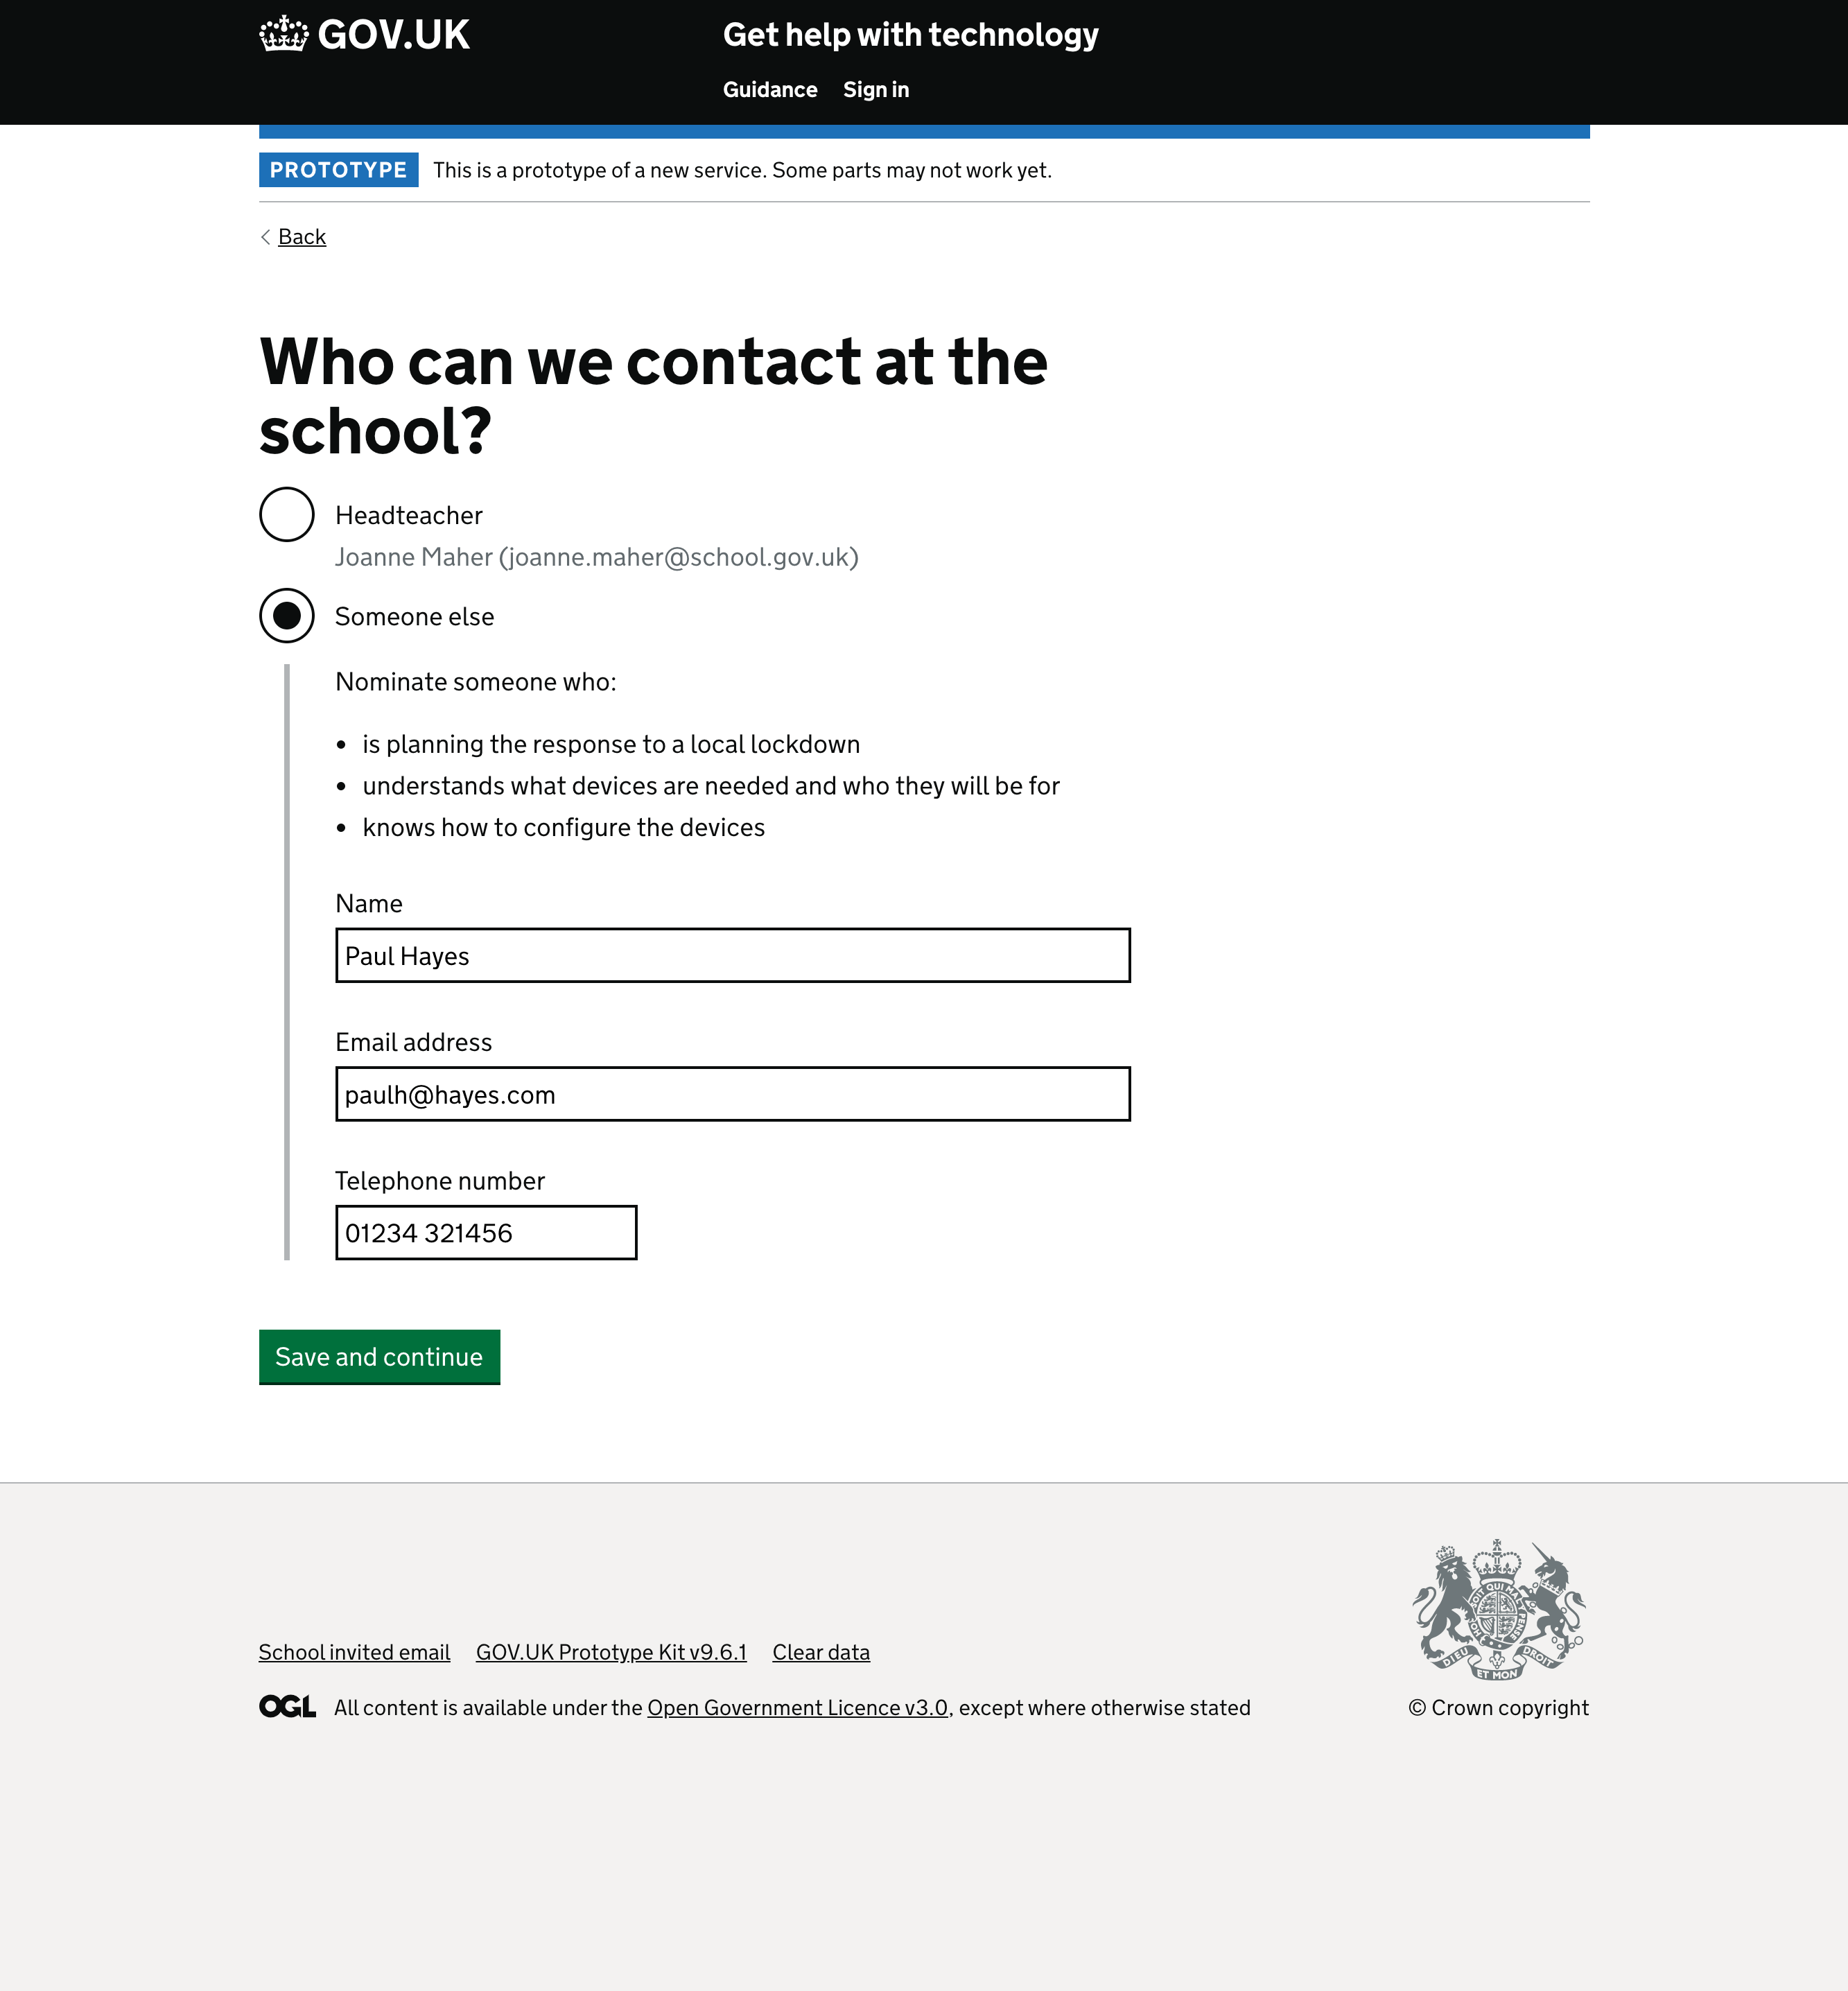 GOV.UK
Get help with technology
Guidance Sign in
PROTOTYPE This is a prototype of a new service. Some parts may not work yet.
Back
Who can we contact at the
school?
Headteacher
Joanne Maher (joanne.maher@school.gov.uk)
Someone else
Nominate someone who:
• is planning the response to a local lockdown
• understands what devices are needed and who they will be for
• knows how to configure the devices
Name
Paul Hayes
Email address
paulh@hayes.com
Telephone number
01234 321456
Save and continue
School invited email GOV.UK Prototype Kit v9.6.1 Clear data
DIEU ET MON DROIT
OGL All content is available under the Open Government Licence v3.0, except where otherwise stated
© Crown copyright